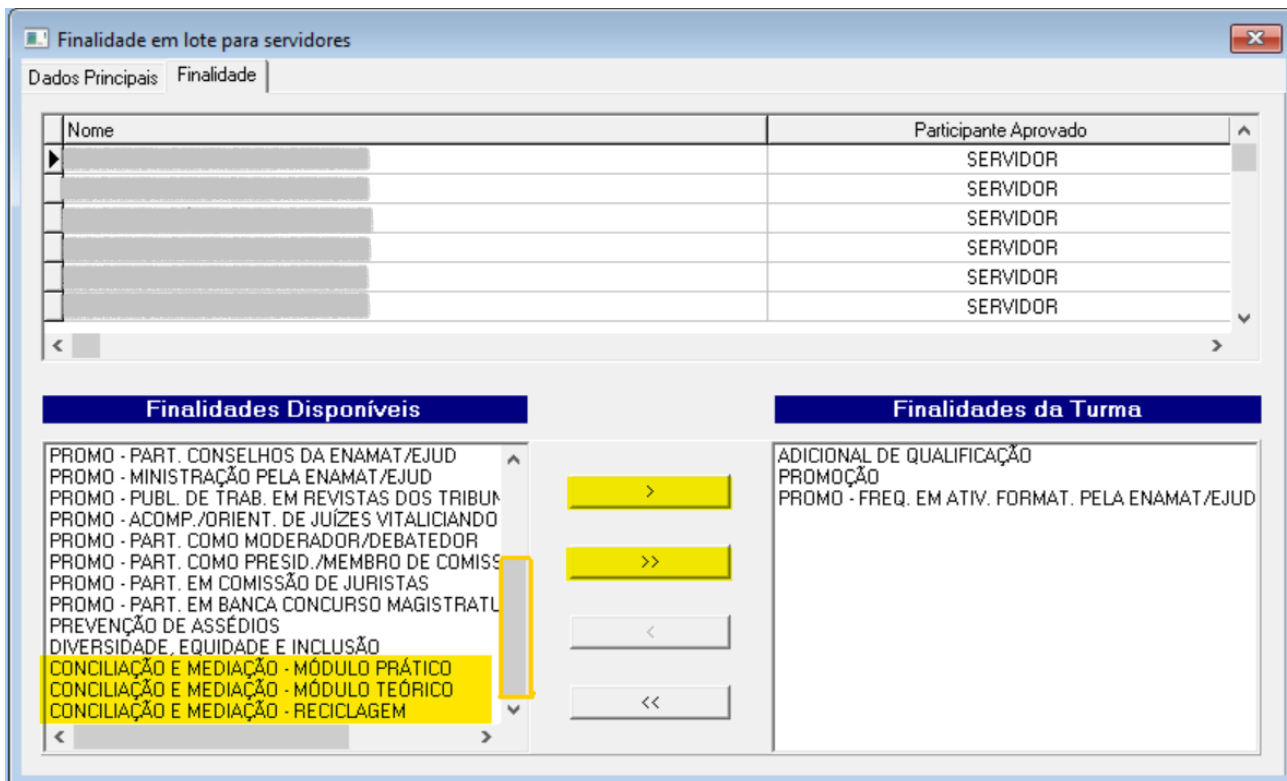 Finalidade em lote para servidores
Dados Principais Finalidade
Nome Participante Aprovado
SERVIDOR
SERVIDOR
SERVIDOR
SERVIDOR
SERVIDOR
SERVIDOR
Finalidades Disponíveis
PROMO - PART. CONSELHOS DA ENAMAT/EJUD
PROMO - MINISTRAÇÃO PELA ENAMAT/EJUD
PROMO - PUBL. DE TRAB. EM REVISTAS DOS TRIBUN
PROMO - ACOMP./ORIENT. DE JUÍZES VITALICIANDO
PROMO - PART. COMO MODERADOR/DEBATEDOR
PROMO - PART. COMO PRESID./MEMBRO DE COMISS
PROMO - PART. EM COMISSÃO DE JURISTAS
PROMO - PART. EM BANCA CONCURSO MAGISTRATU
PREVENÇÃO DE ASSÉDIOS
DIVERSIDADE, EQUIDADE E INCLUSÃO
CONCILIAÇÃO E MEDIAÇÃO - MÓDULO PRÁTICO
CONCILIAÇÃO E MEDIAÇÃO - MÓDULO TEÓRICO
CONCILIAÇÃO E MEDIAÇÃO - RECICLAGEM
>
>>
<
<<
Finalidades da Turma
ADICIONAL DE QUALIFICAÇÃO
PROMOÇÃO
PROMO - FREQ. EM ATIV. FORMAT. PELA ENAMAT/EJUD